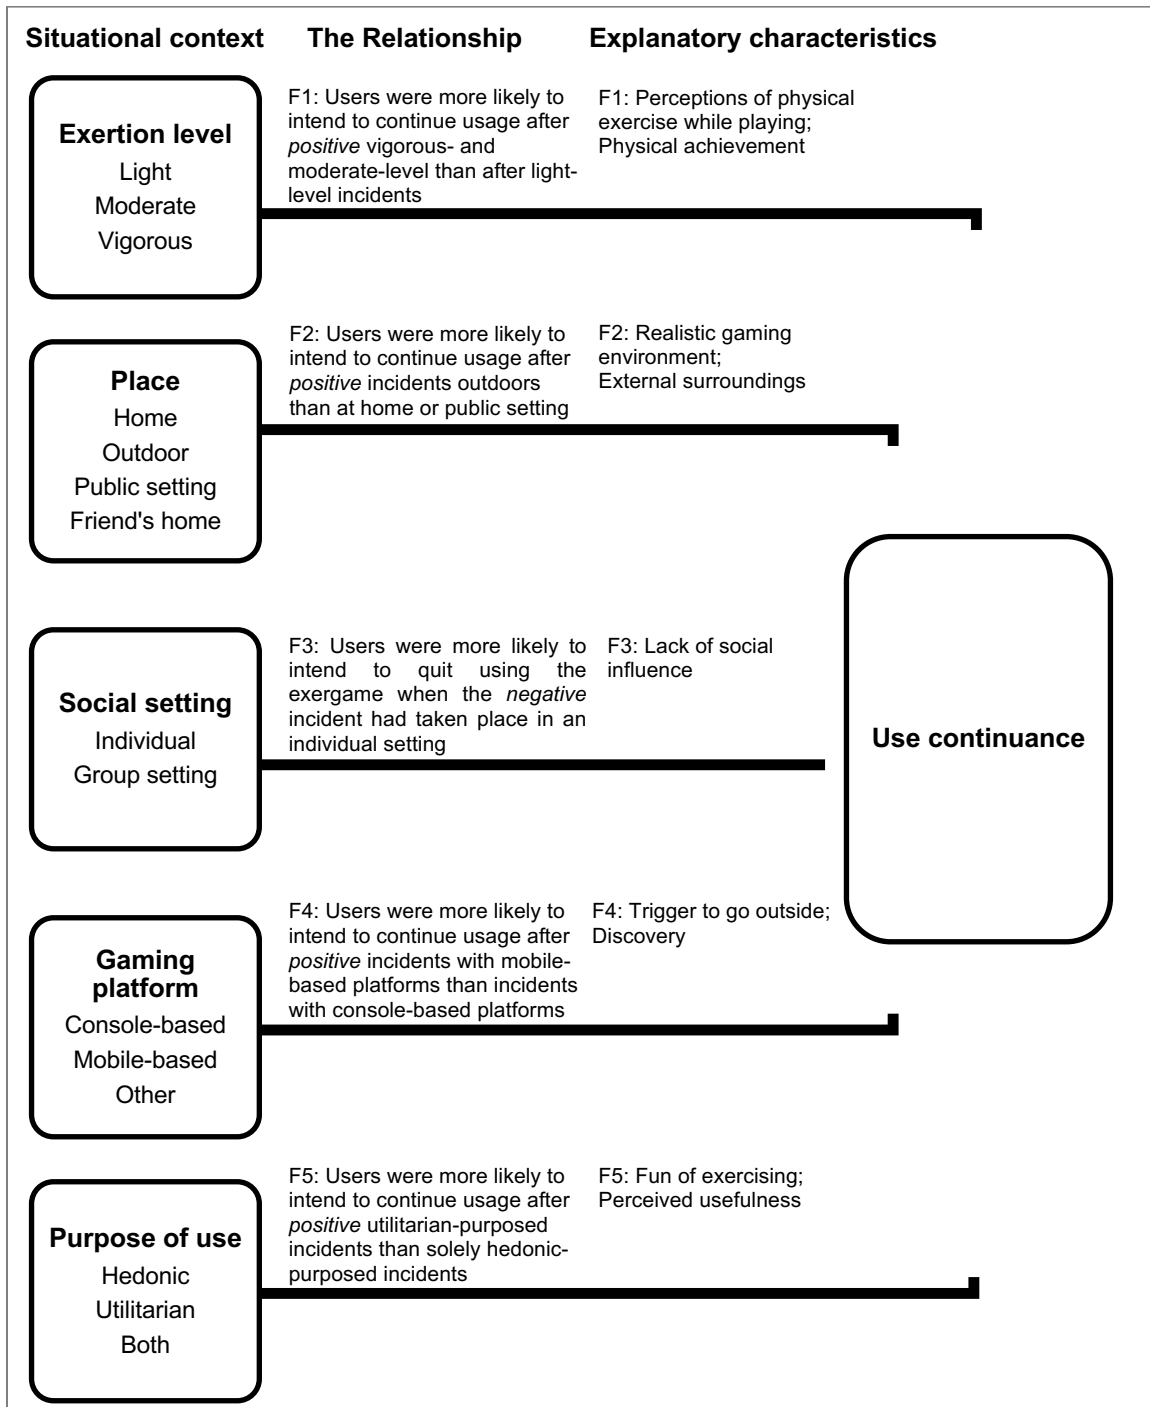 Situational context
The Relationship
Explanatory characteristics
Exertion level
Light
Moderate
Vigorous
F1: Users were more likely to
intend to continue usage after
positive vigorous- and
moderate-level than after light-
level incidents
F1: Perceptions of physical
exercise while playing;
Physical achievement
Place
Home
Outdoor
Public setting
Friend's home
F2: Users were more likely to
intend to continue usage after
positive incidents outdoors
than at home or public setting
F2: Realistic gaming
environment;
External surroundings
Social setting
Individual
Group setting
F3: Users were more likely to
intend to quit using the
exergame when the negative
incident had taken place in an
individual setting
F3: Lack of social
influence
Use continuance
Gaming
platform
Console-based
Mobile-based
Other
F4: Users were more likely to
intend to continue usage after
positive incidents with mobile-
based platforms than incidents
with console-based platforms
F4: Trigger to go outside;
Discovery
Purpose of use
Hedonic
Utilitarian
Both
F5: Users were more likely to
intend to continue usage after
positive utilitarian-purposed
incidents than solely hedonic-
purposed incidents
F5: Fun of exercising;
Perceived usefulness